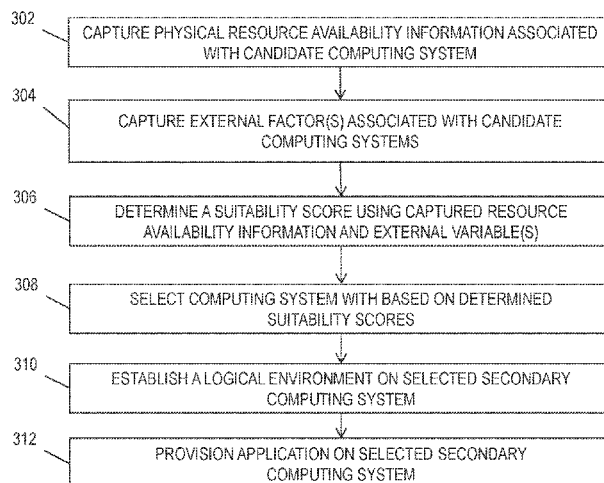 302
CAPTURE PHYSICAL RESOURCE AVAILABILITY INFORMATION ASSOCIATED
WITH CANDIDATE COMPUTING SYSTEM
304
CAPTURE EXTERNAL FACTOR(S) ASSOCIATED WITH CANDIDATE
COMPUTING SYSTEMS
306
DETERMINE A SUITABILITY SCORE USING CAPTURED RESOURCE
AVAILABILITY INFORMATION AND EXTERNAL VARIABLE(S)
308
SELECT COMPUTING SYSTEM WITH BASED ON DETERMINED
SUITABILITY SCORES
310
ESTABLISH A LOGICAL ENVIRONMENT ON SELECTED SECONDARY
COMPUTING SYSTEM
312
PROVISION APPLICATION ON SELECTED SECONDARY
COMPUTING SYSTEM